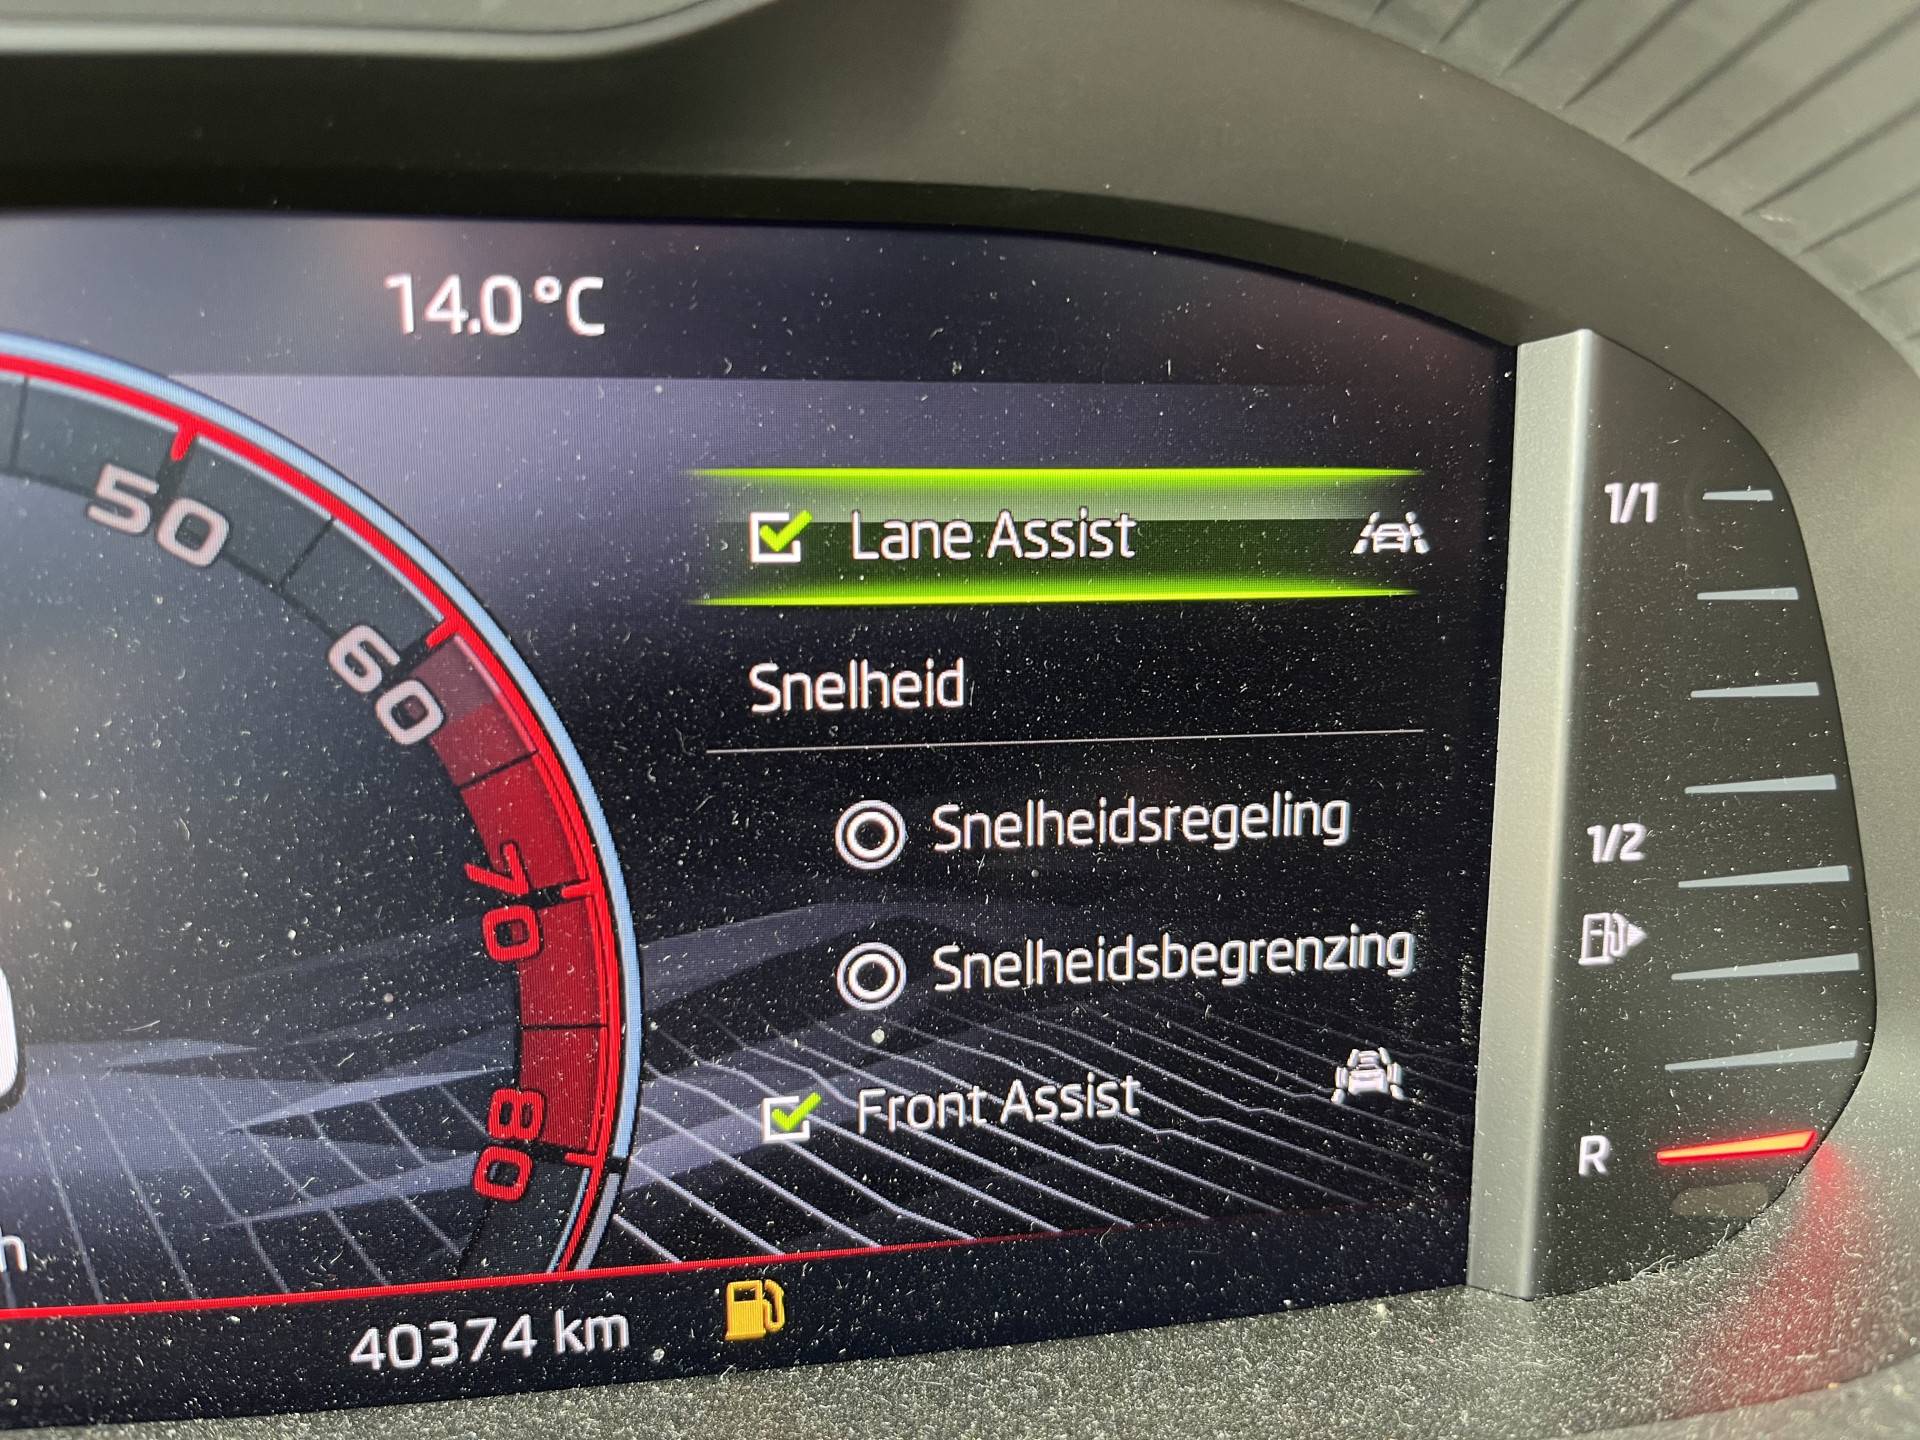 14.0 °C
50
60
70
80
Lane Assist
Snelheid
Snelheidsregeling
Snelheidsbegrenzing
Front Assist
40374 km
1/1
1/2
R